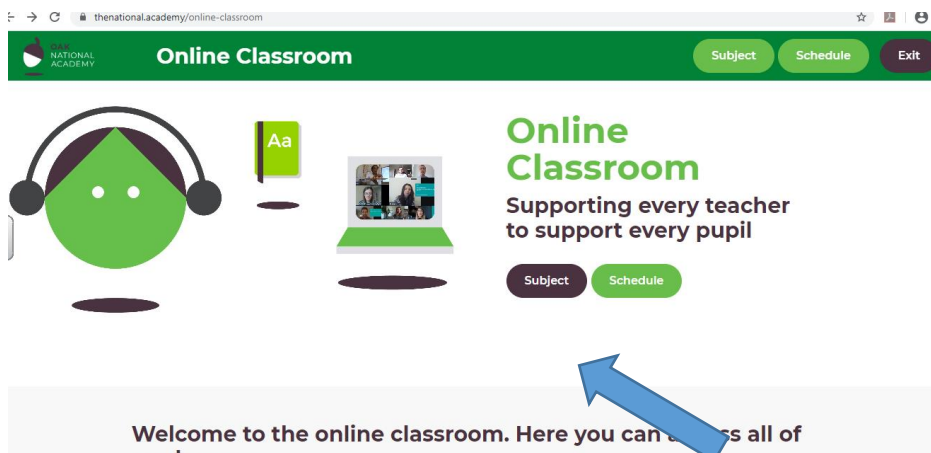 thenational.academy/online-classroom
OAK
NATIONAL
ACADEMY
Online Classroom
Subject
Schedule
Exit
Aa
Online
Classroom
Supporting every teacher
to support every pupil
Subject
Schedule
Welcome to the online classroom. Here you can all of